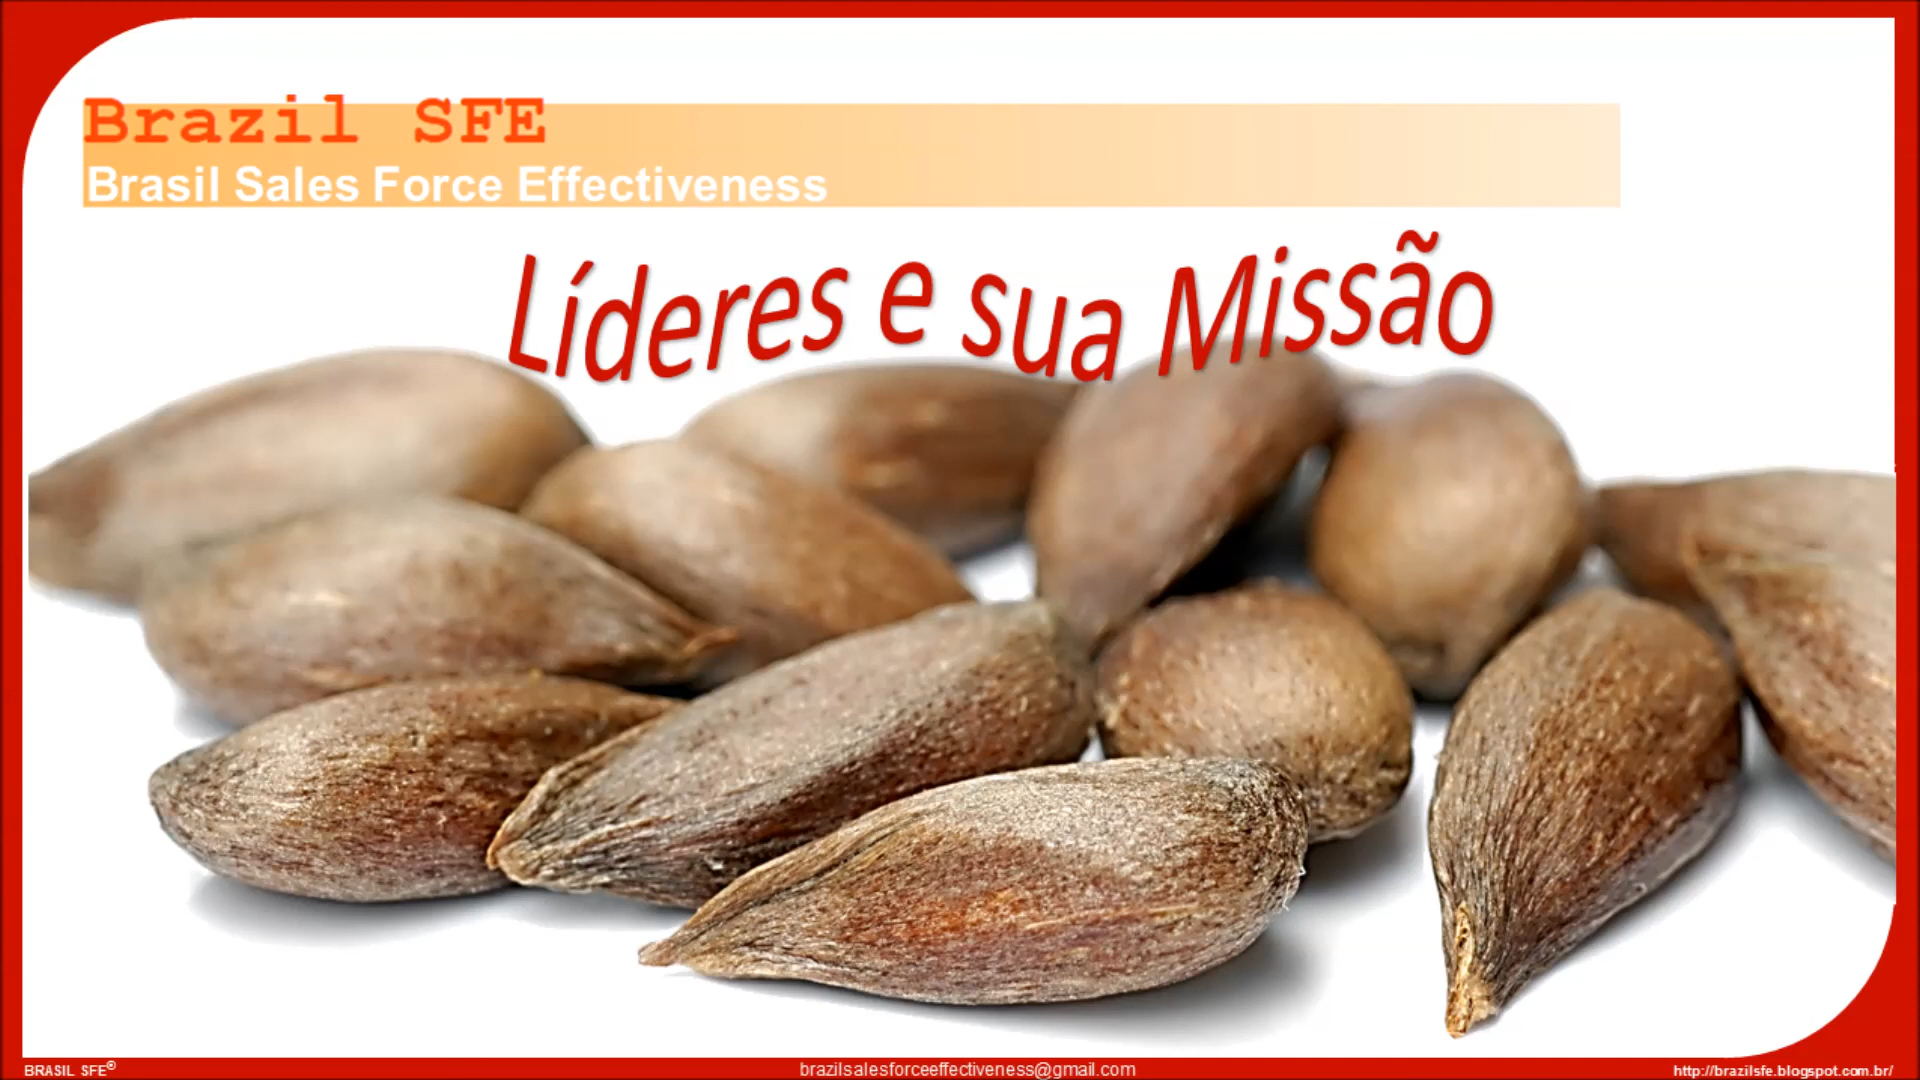 Brazil SFE
Brasil Sales Force Effectiveness
Líderes e sua Missão
BRASIL SFE®
brazilsalesforceeffectiveness@gmail.com
http://brazilsfe.blogspot.com.br/